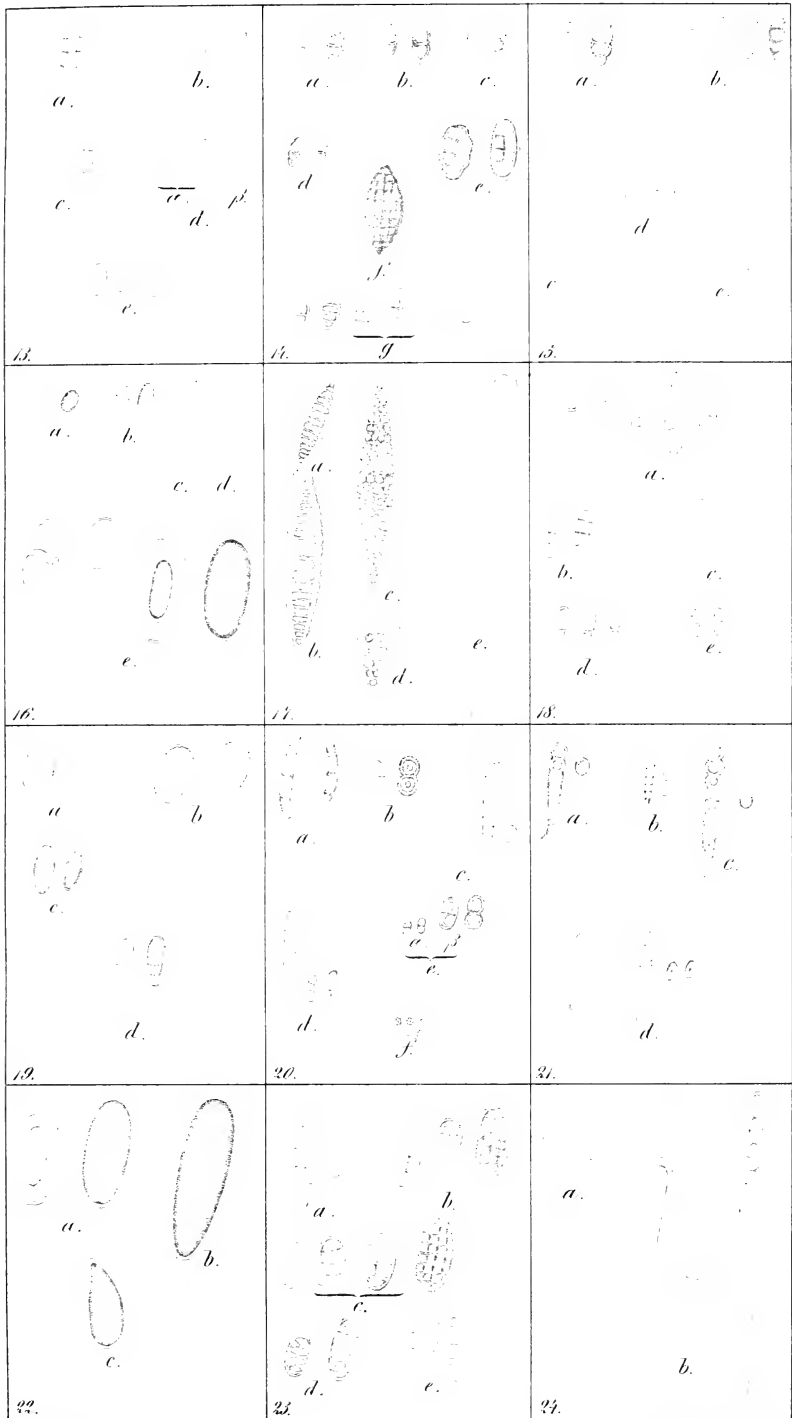 a. b.
c. α. β.
d.
e.
13.
a. b. c.
d e.
f.
g
14.
a. b.
d
c e.
15.
a. b.
c. d.
e.
16.
a.
c.
b. d. e.
17.
a.
b. c.
d. e.
18.
a b
c.
d.
19.
a. b
c.
α β
d. e.
f.
20.
a. b. c.
d.
21.
a. b.
c.
22.
a. b.
c.
d. e.
23.
a.
b.
24.